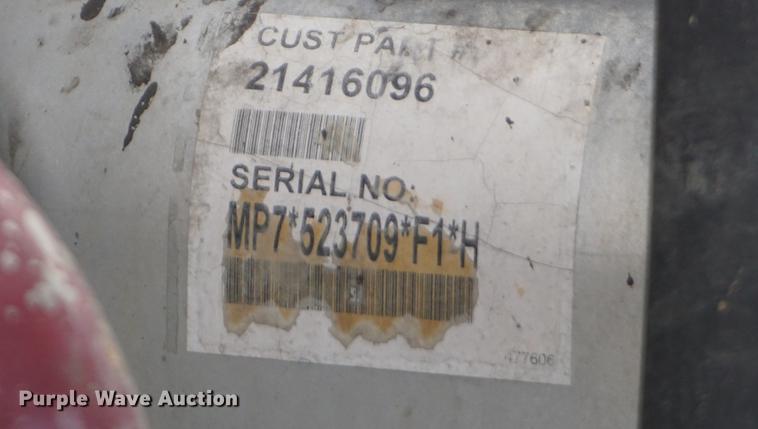 CUST PART #
21416096
SERIAL NO:
MP7*523709*F1*H
477606
Purple Wave Auction